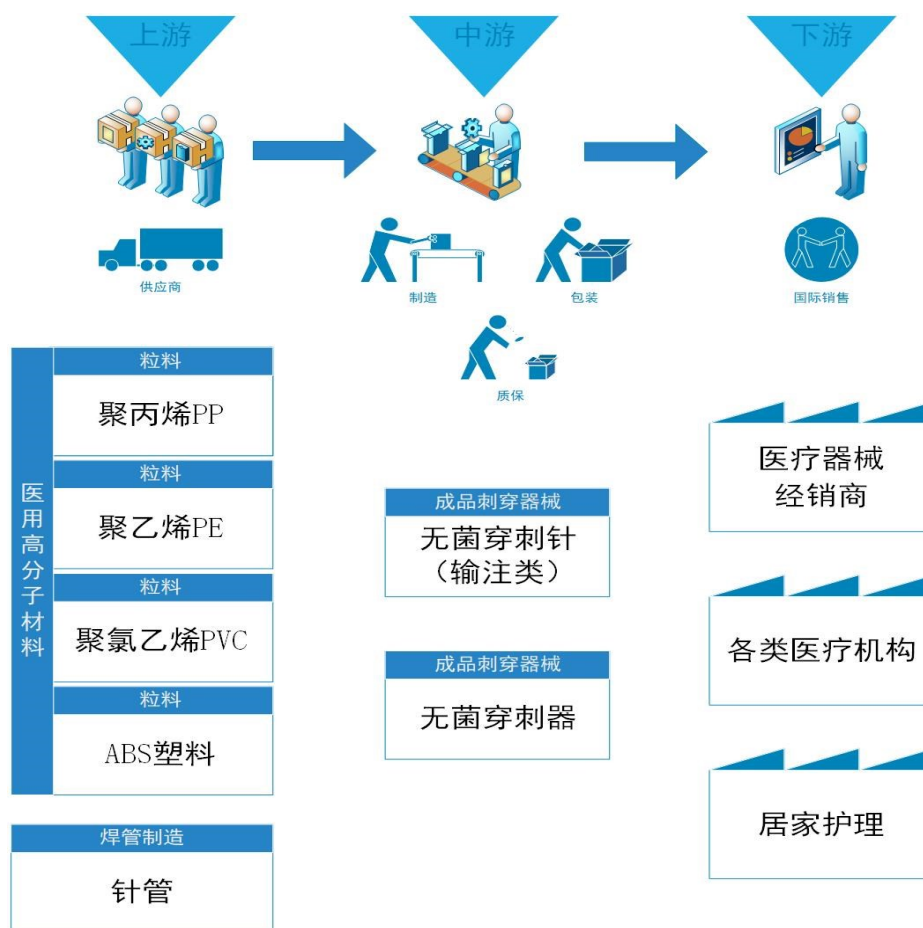 上游
中游
下游
供应商
制造
包装
国际销售
质保
医用高分子材料
粒料
聚丙烯PP
粒料
聚乙烯PE
粒料
聚氯乙烯PVC
粒料
ABS塑料
焊管制造
针管
成品刺穿器械
无菌穿刺针
（输注类）
成品刺穿器械
无菌穿刺器
医疗器械
经销商
各类医疗机构
居家护理